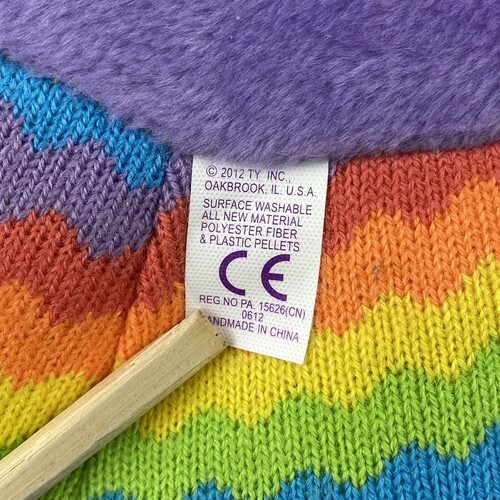 © 2012 TY INC.,
OAKBROOK, IL. U.S.A.
SURFACE WASHABLE
ALL NEW MATERIAL
POLYESTER FIBER
& PLASTIC PELLETS
CE
REG.NO PA. 15626(CN)
0612
HANDMADE IN CHINA